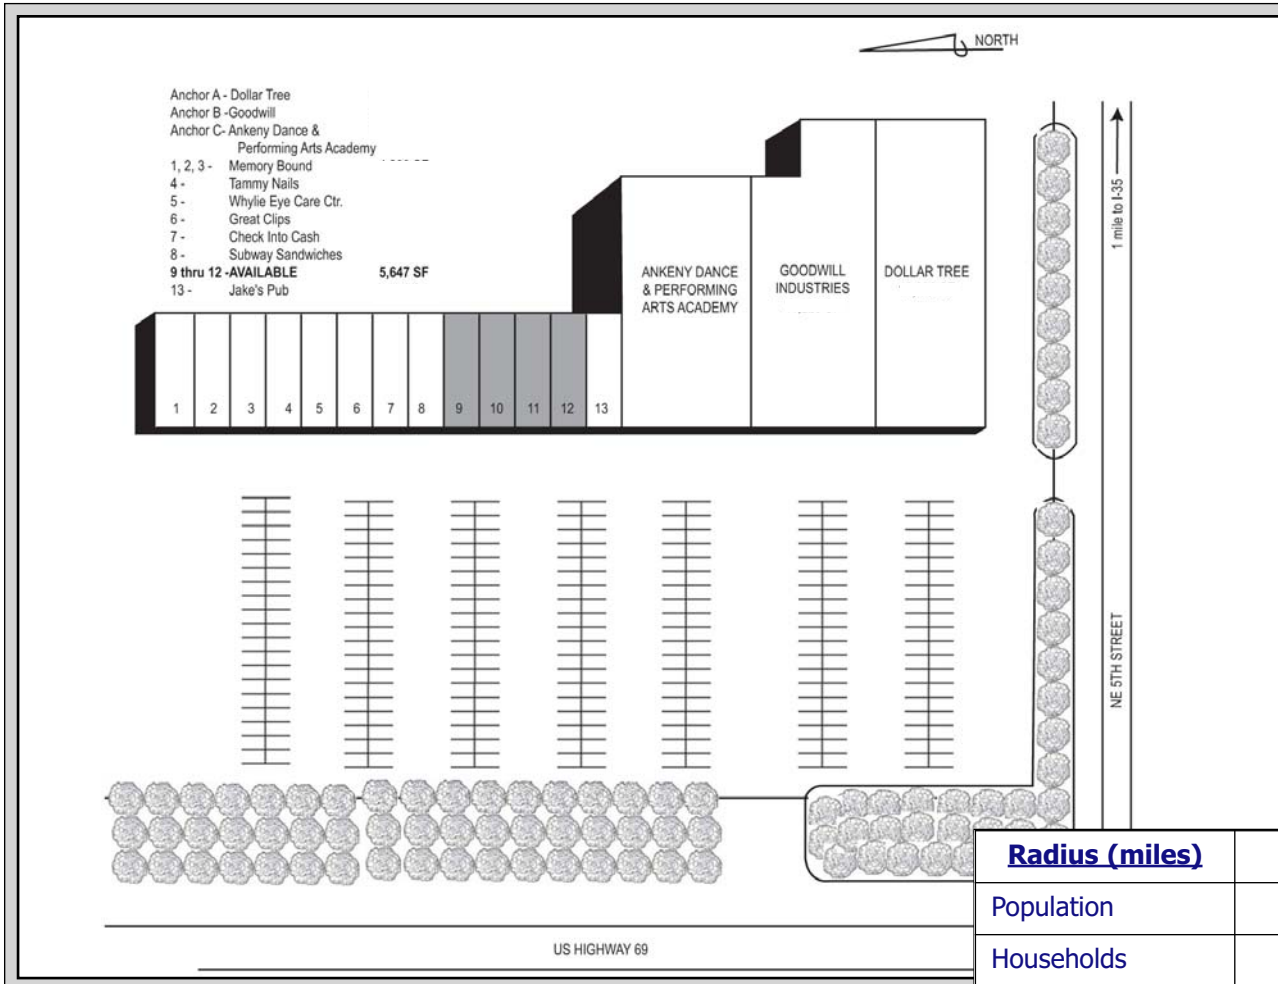 NORTH
Anchor A - Dollar Tree
Anchor B -Goodwill
Anchor C- Ankeny Dance &
Performing Arts Academy
1, 2, 3 - Memory Bound
4 - Tammy Nails
5 - Whylie Eye Care Ctr.
6 - Great Clips
7 - Check Into Cash
8 - Subway Sandwiches
9 thru 12 -AVAILABLE 5,647 SF
13 - Jake's Pub
ANKENY DANCE
& PERFORMING
ARTS ACADEMY
GOODWILL
INDUSTRIES
DOLLAR TREE
1 mile to I-35
1 2 3 4 5 6 7 8 9 10 11 12 13
NE 5TH STREET
US HIGHWAY 69
Radius (miles)
Population
Households